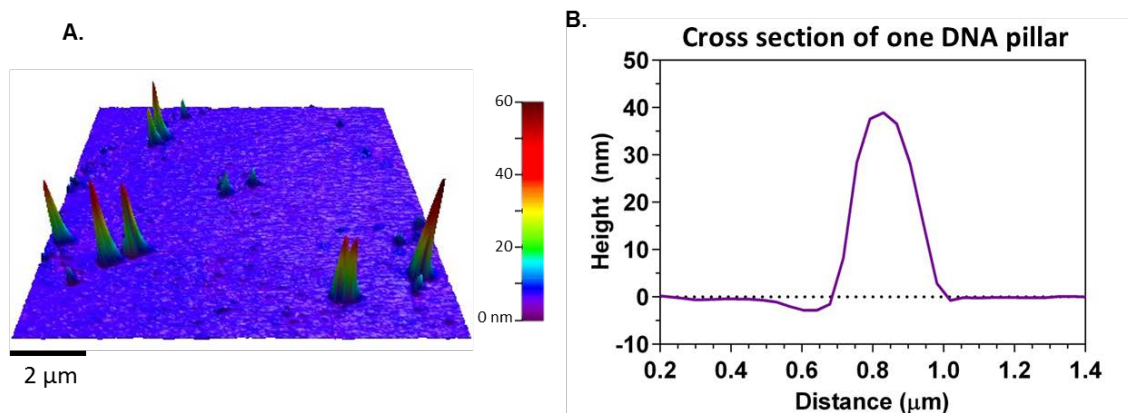 A.
60
40
20
0 nm
2 μm
B.
Cross section of one DNA pillar
50
40
30
20
10
0
-10
Height (nm)
0.2 0.4 0.6 0.8 1.0 1.2 1.4
Distance (μm)